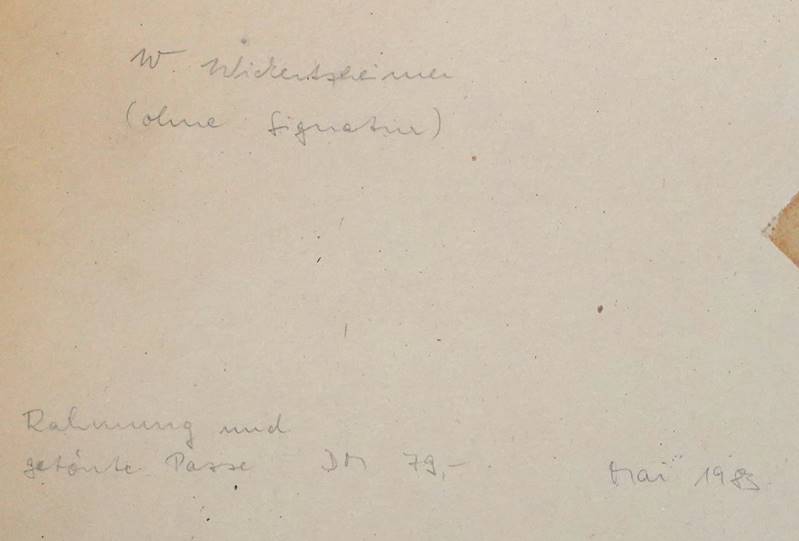 W. Wickertsheimer
(ohne Signatur)
Rahmung und
getönte Passe DM 79,-
Mai 1983